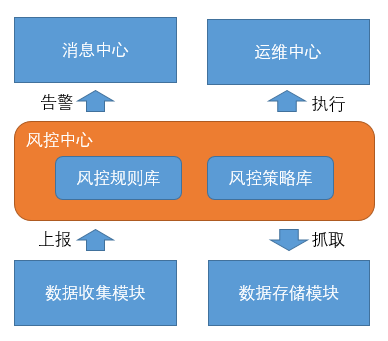 消息中心
运维中心
告警
执行
风控中心
风控规则库
风控策略库
上报
抓取
数据收集模块
数据存储模块